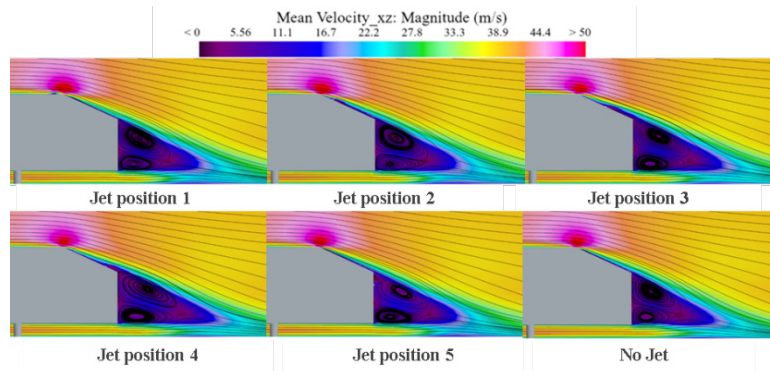 Mean Velocity_xz: Magnitude (m/s)
< 0 5.56 11.1 16.7 22.2 27.8 33.3 38.9 44.4 > 50
Jet position 1 Jet position 2 Jet position 3
Jet position 4 Jet position 5 No Jet